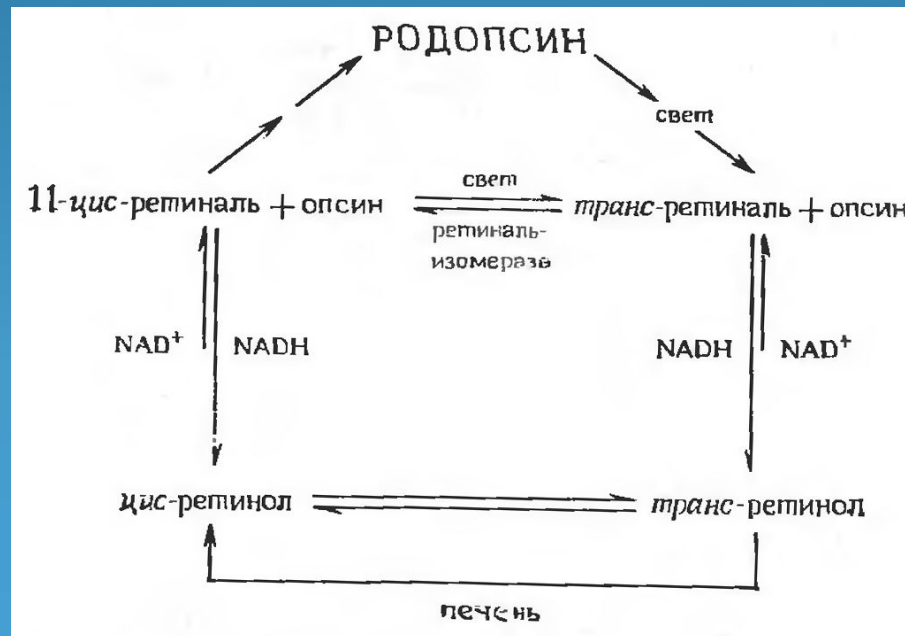 РОДОПСИН
свет
11-цис-ретиналь + опсин
свет
ретиналь-
изомераза
транс-ретиналь + опсин
NAD⁺ NADH
NADH NAD⁺
цис-ретинол
транс-ретинол
печень